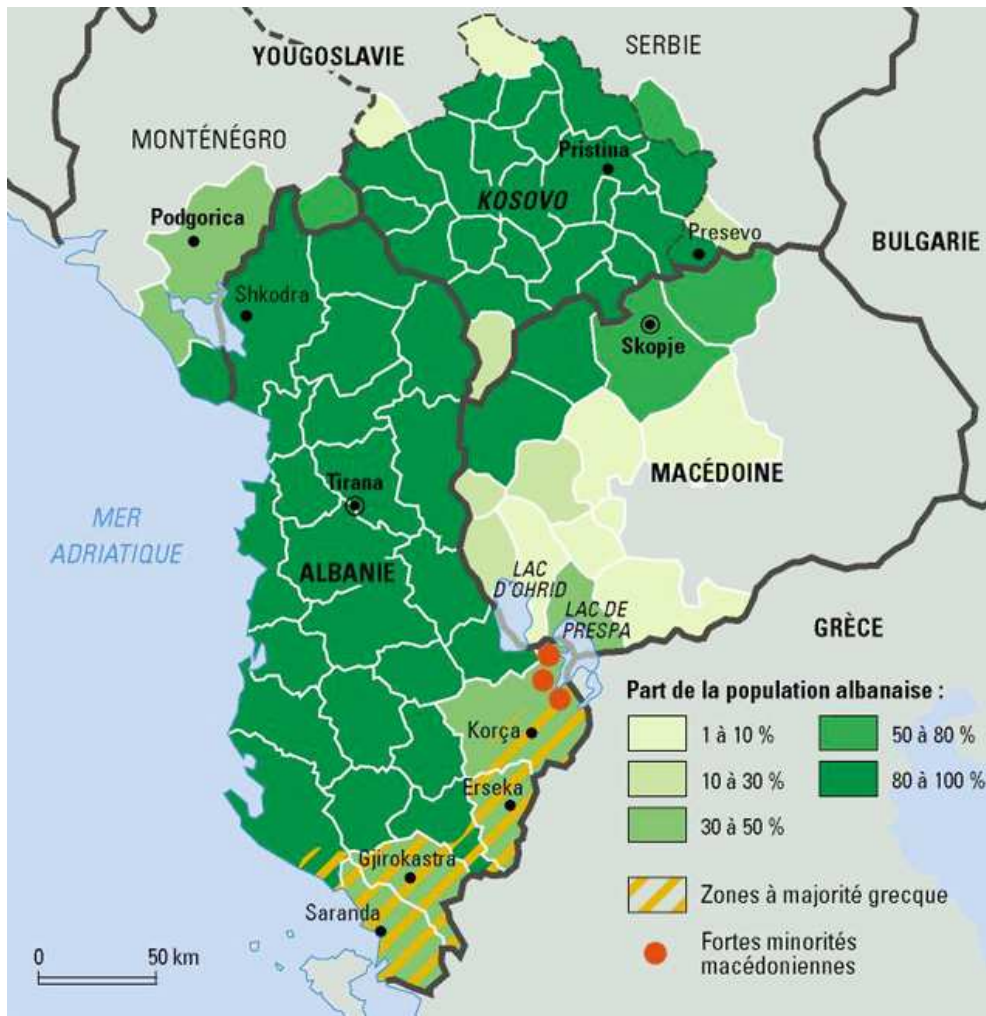 YOUGOSLAVIE
SERBIE
MONTÉNÉGRO
Pristina
KOSOVO
Podgorica
Presevo
BULGARIE
Shkodra
Skopje
MACÉDOINE
Tirana
MER
ADRIATIQUE
ALBANIE
LAC
D'OHRID
LAC DE
PRESPA
GRÈCE
Korça
Erseka
Gjirokastra
Saranda
0 50 km
Part de la population albanaise :
1 à 10 %
10 à 30 %
30 à 50 %
50 à 80 %
80 à 100 %
Zones à majorité grecque
Fortes minorités
macédoniennes